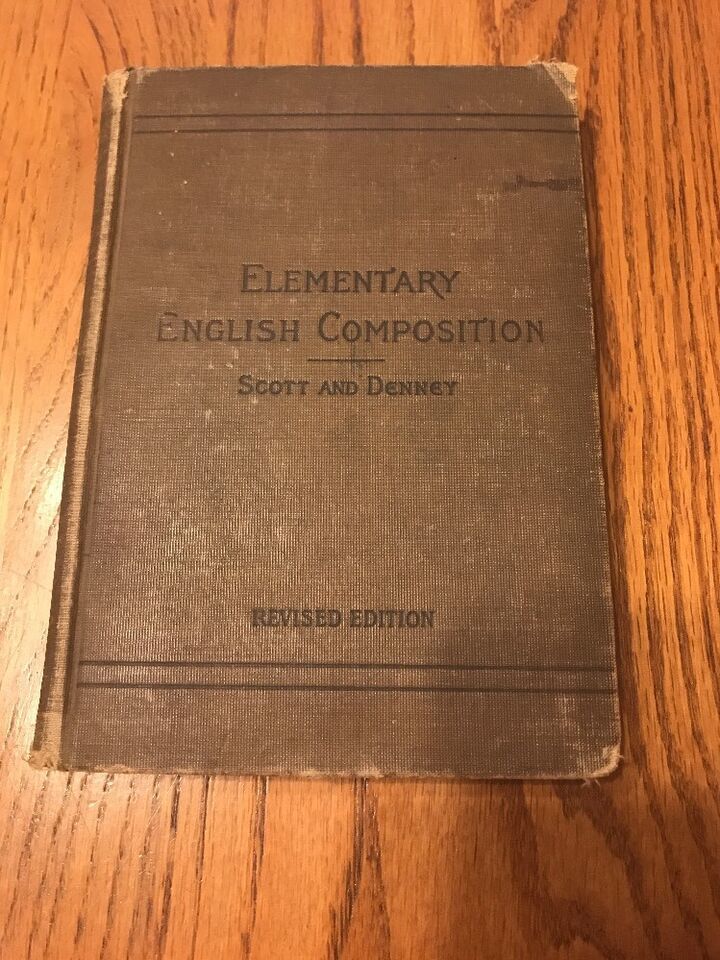 ELEMENTARY
ENGLISH COMPOSITION
SCOTT AND DENNEY
REVISED EDITION